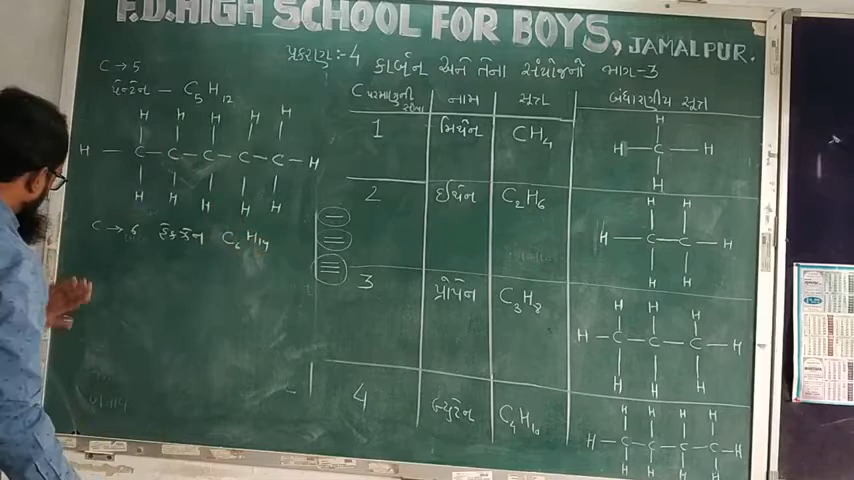 F.D.HIGH SCHOOL FOR BOYS, JAMALPUR.
પ્રકરણ:-4 કાર્બન અને તેના સંયોજનો ભાગ-3
C → 5
પેન્ટેન — C5H12
H H H H H
H — C — C — C — C — C — H
H H H H H
C → 6 હેક્ઝેન C6H14
C પરમાણુની સંખ્યા નામ સૂત્ર બંધારણીય સૂત્ર
1 મિથેન CH4
H
H — C — H
H
2 ઈથેન C2H6
H H
H — C — C — H
H H
3 પ્રોપેન C3H8
H H H
H — C — C — C — H
H H H
4 બ્યુટેન C4H10
H H H H
H — C — C — C — C — H
H H H H